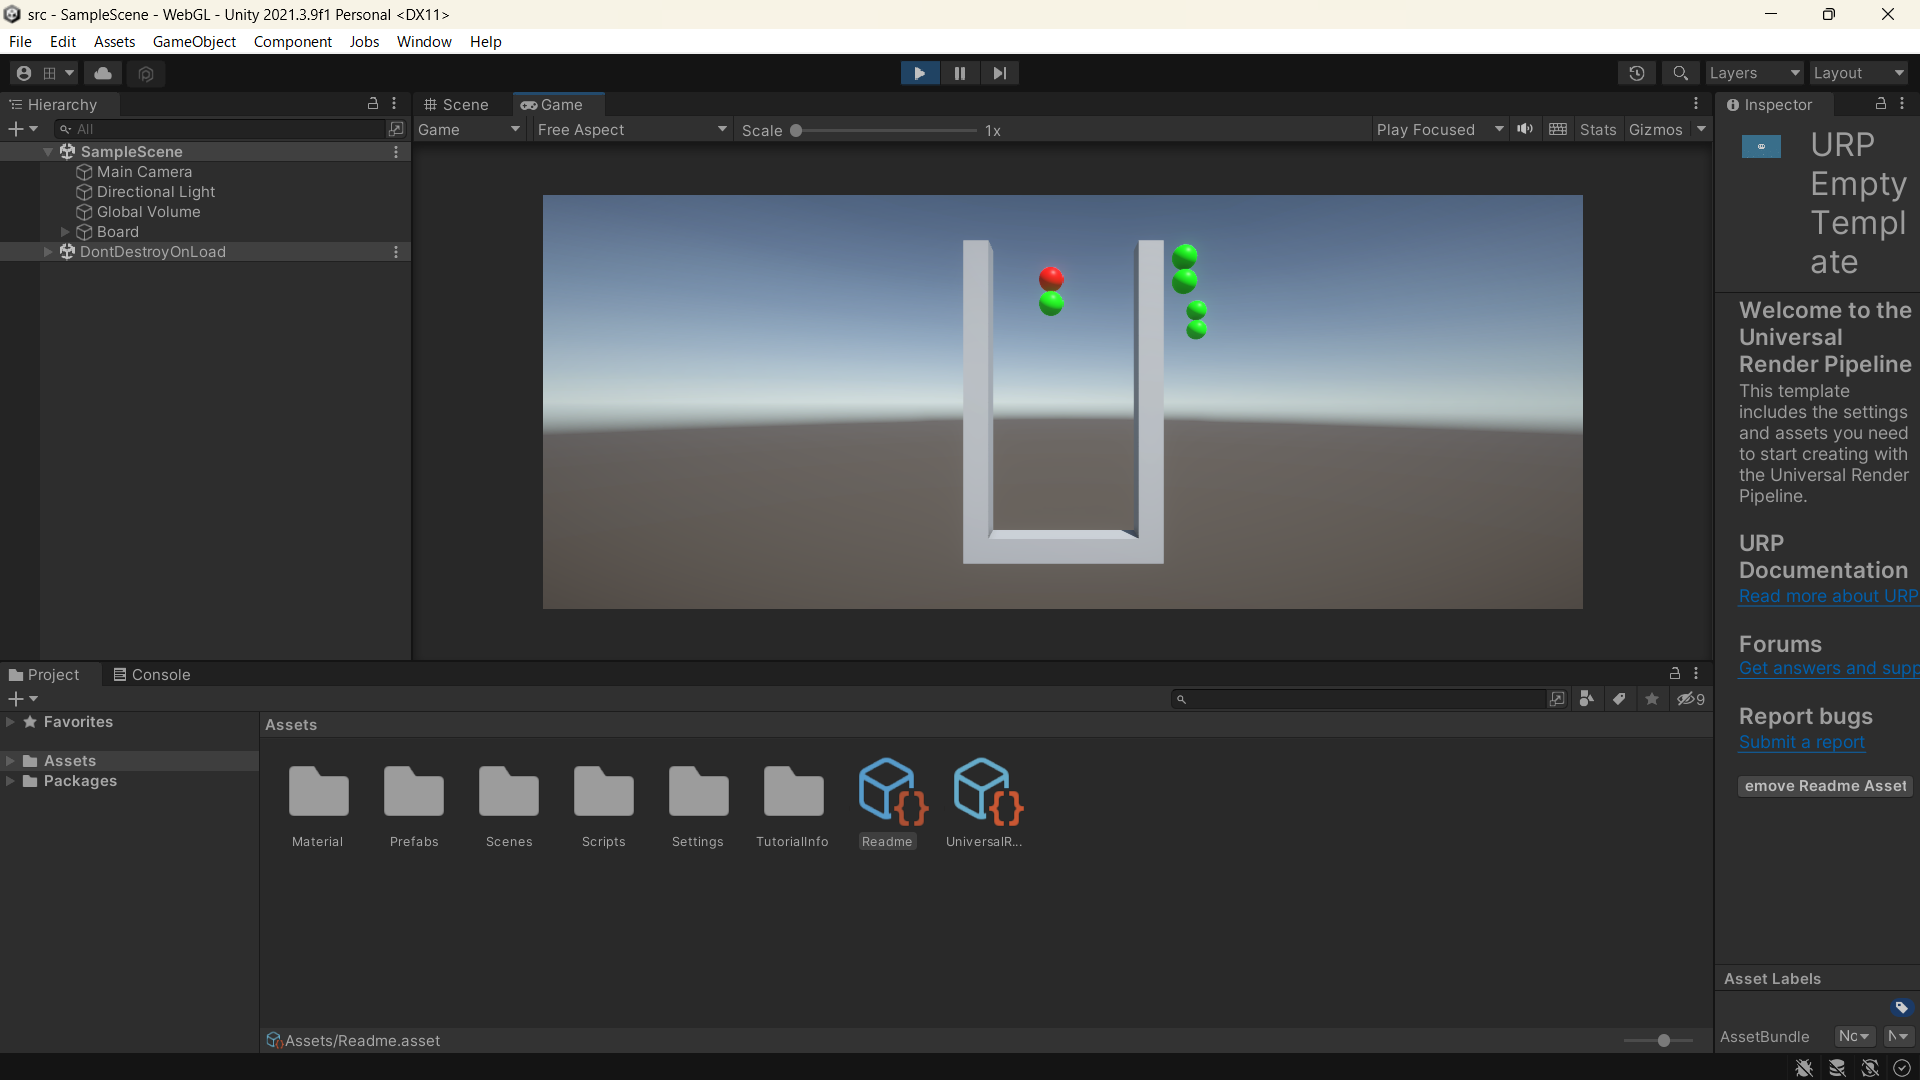 src - SampleScene - WebGL - Unity 2021.3.9f1 Personal <DX11>
File Edit Assets GameObject Component Jobs Window Help
Layers Layout
Hierarchy
All
SampleScene
Main Camera
Directional Light
Global Volume
Board
DontDestroyOnLoad
Scene Game
Game Free Aspect Scale 1x Play Focused Stats Gizmos
Inspector
URP
Empty
Templ
ate
Welcome to the
Universal
Render Pipeline
This template
includes the settings
and assets you need
to start creating with
the Universal Render
Pipeline.
URP
Documentation
Read more about URP
Forums
Get answers and supp
Report bugs
Submit a report
emove Readme Asset
Asset Labels
AssetBundle Nc N
Project Console
9
Favorites
Assets
Packages
Assets
Material Prefabs Scenes Scripts Settings TutorialInfo Readme UniversalR...
Assets/Readme.asset